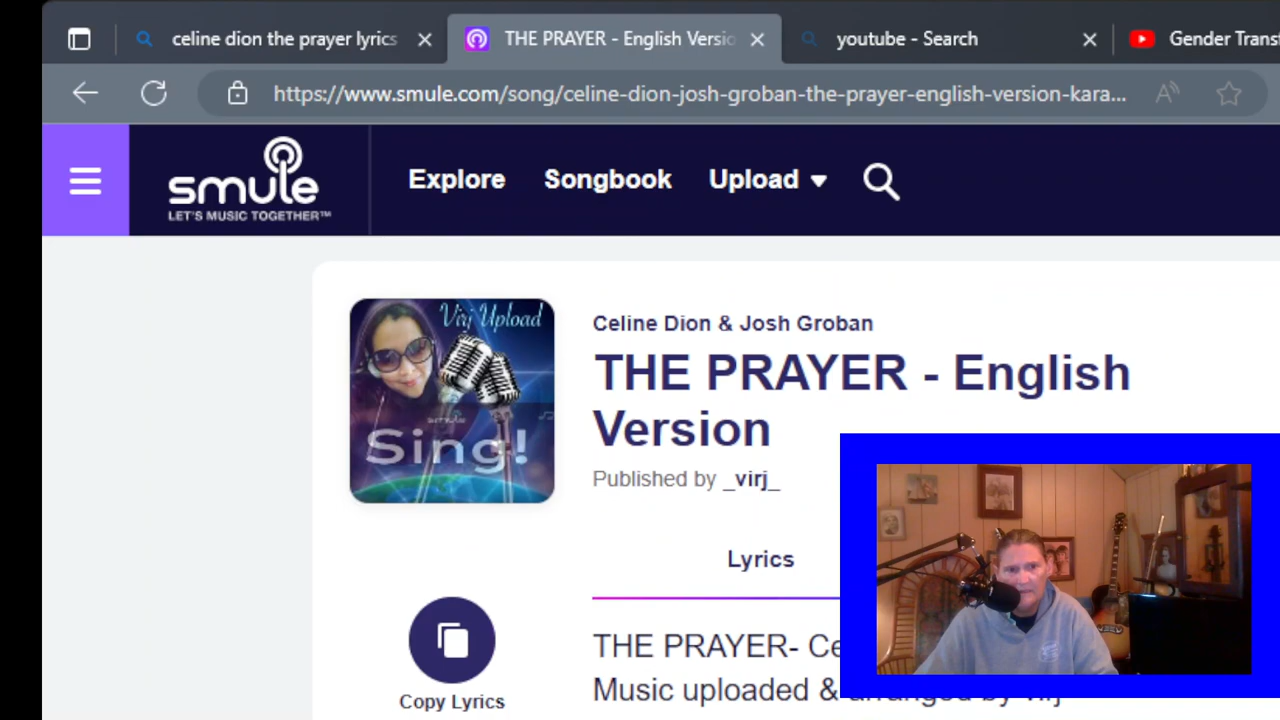 celine dion the prayer lyrics
THE PRAYER - English Versio
youtube - Search
Gender Transf
https://www.smule.com/song/celine-dion-josh-groban-the-prayer-english-version-kara...
smule
LET'S MUSIC TOGETHER™
Explore
Songbook
Upload
Virj Upload
Sing!
Celine Dion & Josh Groban
THE PRAYER - English
Version
Published by _virj_
Lyrics
Copy Lyrics
THE PRAYER- Ce
Music uploaded &